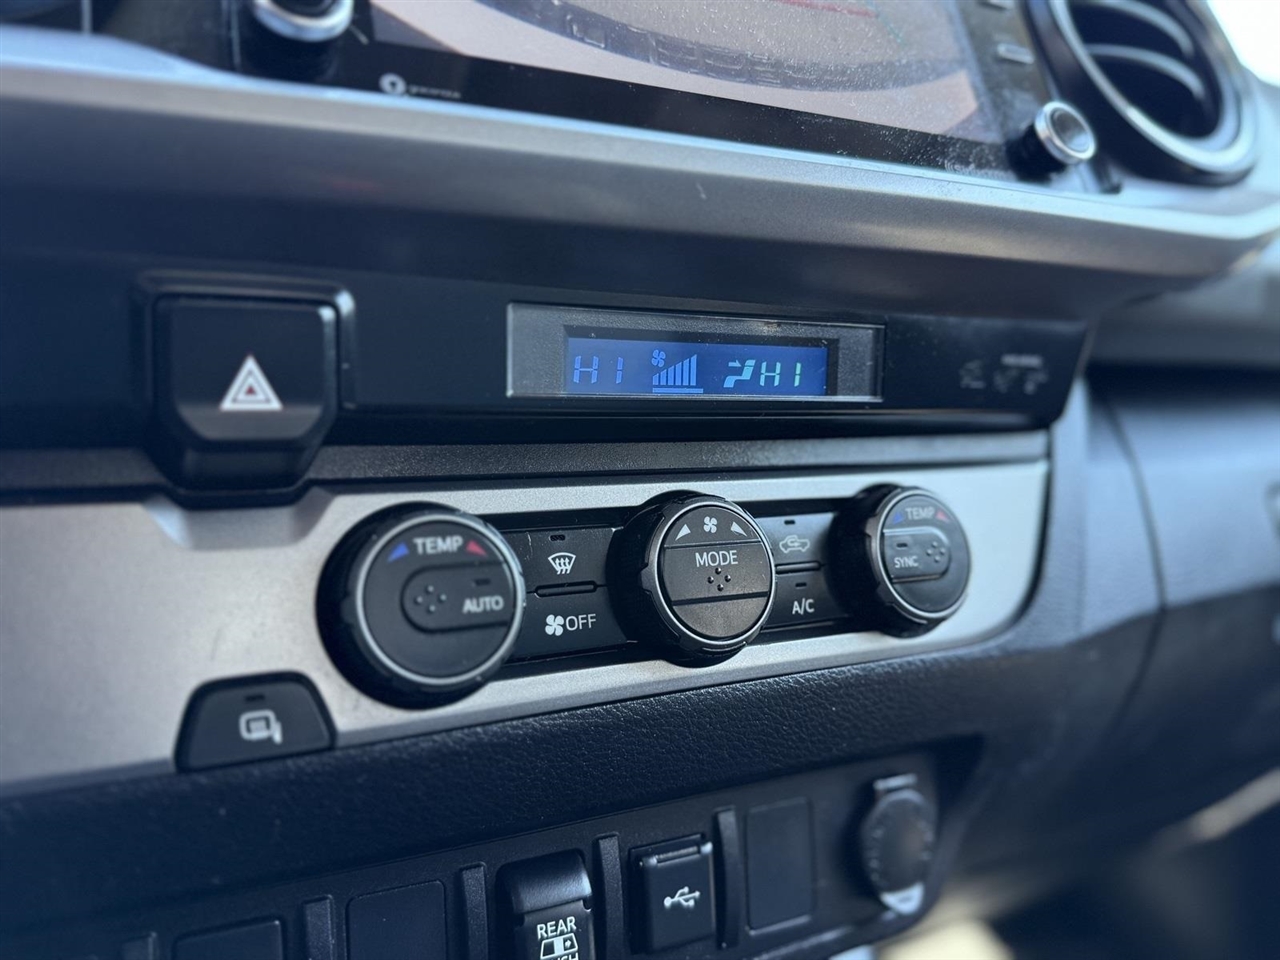 HI HI
TEMP
AUTO
OFF
MODE
A/C
TEMP
SYNC
REAR